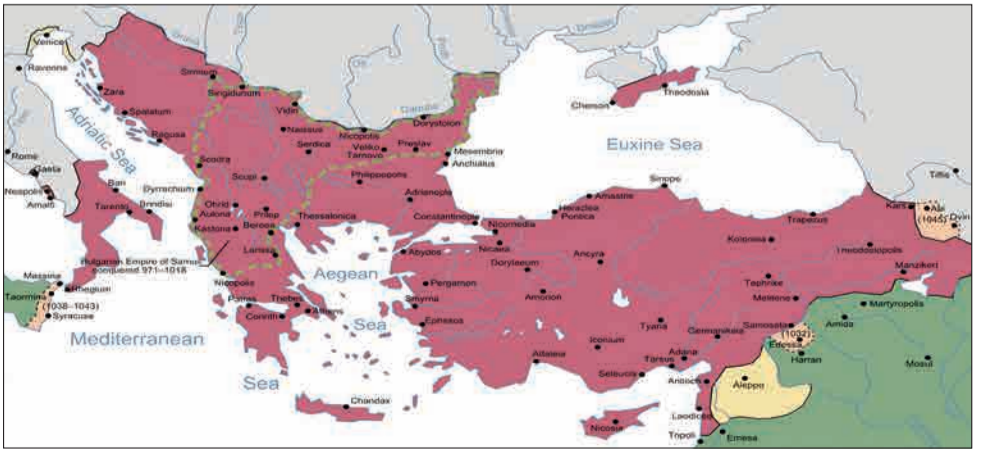 Venice
Ravenna
Zara
Spalatum
Ragusa
Adriatic Sea
Rome
Gaeta
Neapolis
Amalfi
Bari
Tarento
Brindisi
Messina
Rhegium
Taormina
(1038–1043)
Syracuse
Mediterranean
Sea
Sirmium
Singidunum
Vidin
Naissus
Serdica
Nicopolis
Veliko
Tarnovo
Preslav
Dorystolon
Danube
Mesembria
Anchialus
Scodra
Scupi
Philippopolis
Dyrrachium
Ohrid
Aulona
Prilep
Kastoria
Beroea
Thessalonica
Adrianople
Constantinople
Larissa
Bulgarian Empire of Samuil
conquered 971–1018
Nicopolis
Patras
Thebes
Corinth
Athens
Aegean
Sea
Chandax
Cherson
Theodosia
Euxine Sea
Sinope
Amastris
Heraclea
Pontica
Nicomedia
Nicaea
Abydos
Dorylaeum
Ancyra
Pergamon
Smyrna
Amorion
Ephesus
Iconium
Tyana
Attaleia
Seleucia
Tarsus
Adana
Germanikeia
Antioch
Laodicea
Tripoli
Emesa
Aleppo
Nicosia
Trapezus
Koloneia
Theodosiopolis
Tephrike
Melitene
Manzikert
Kars
Ani
(1045)
Dvin
Tiflis
Samosata
(1032)
Edessa
Harran
Martyropolis
Amida
Mosul